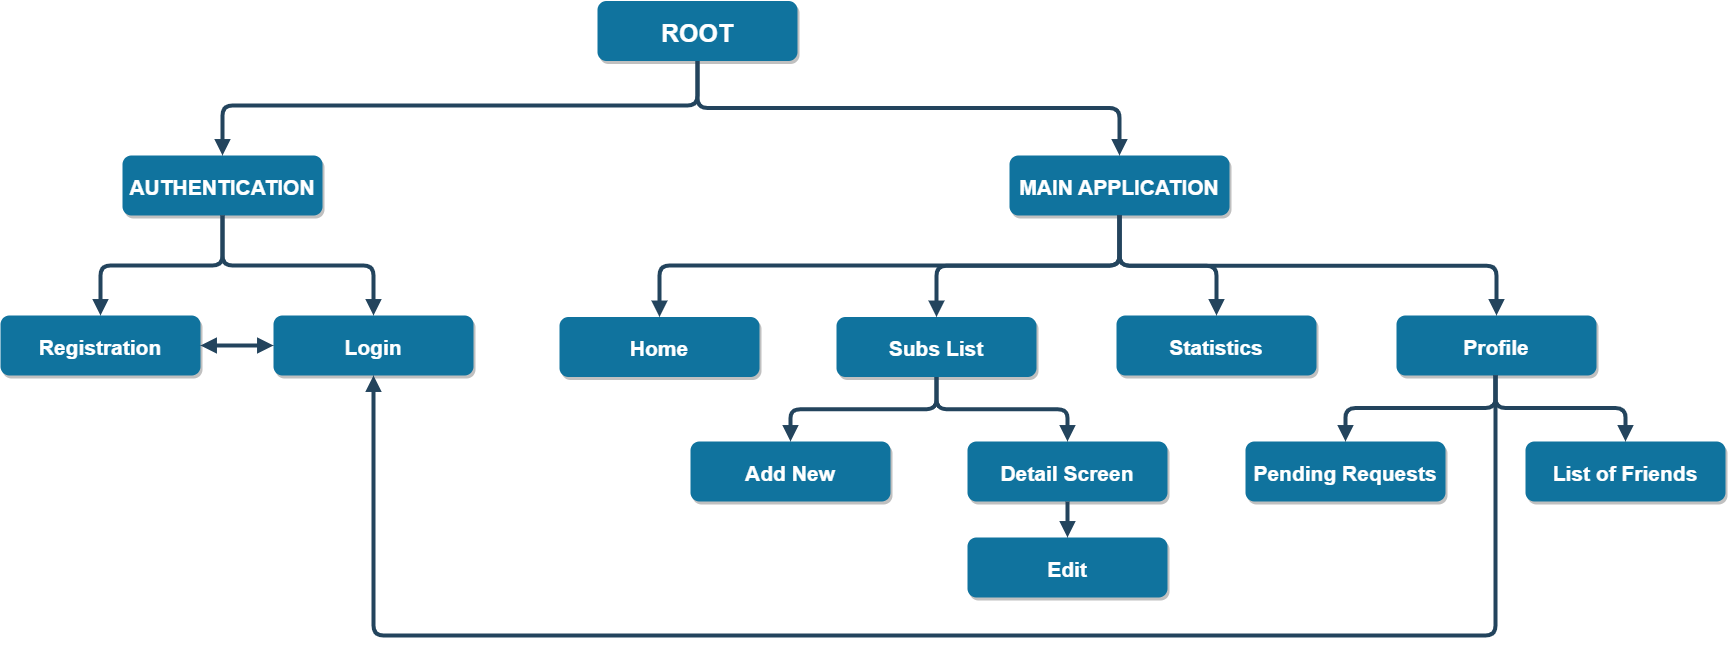 ROOT
AUTHENTICATION
MAIN APPLICATION
Registration
Login
Home
Subs List
Statistics
Profile
Add New
Detail Screen
Pending Requests
List of Friends
Edit